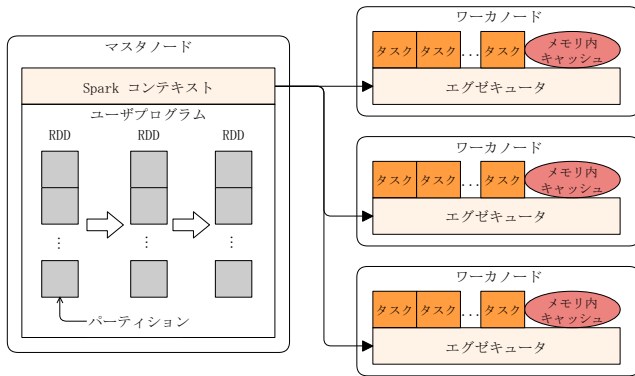 マスタノード
Spark コンテキスト
ユーザプログラム
RDD
RDD
RDD
⋮
⋮
⋮
パーティション
ワーカノード
タスク タスク ... タスク
メモリ内
キャッシュ
エグゼキュータ
ワーカノード
タスク タスク ... タスク
メモリ内
キャッシュ
エグゼキュータ
ワーカノード
タスク タスク ... タスク
メモリ内
キャッシュ
エグゼキュータ